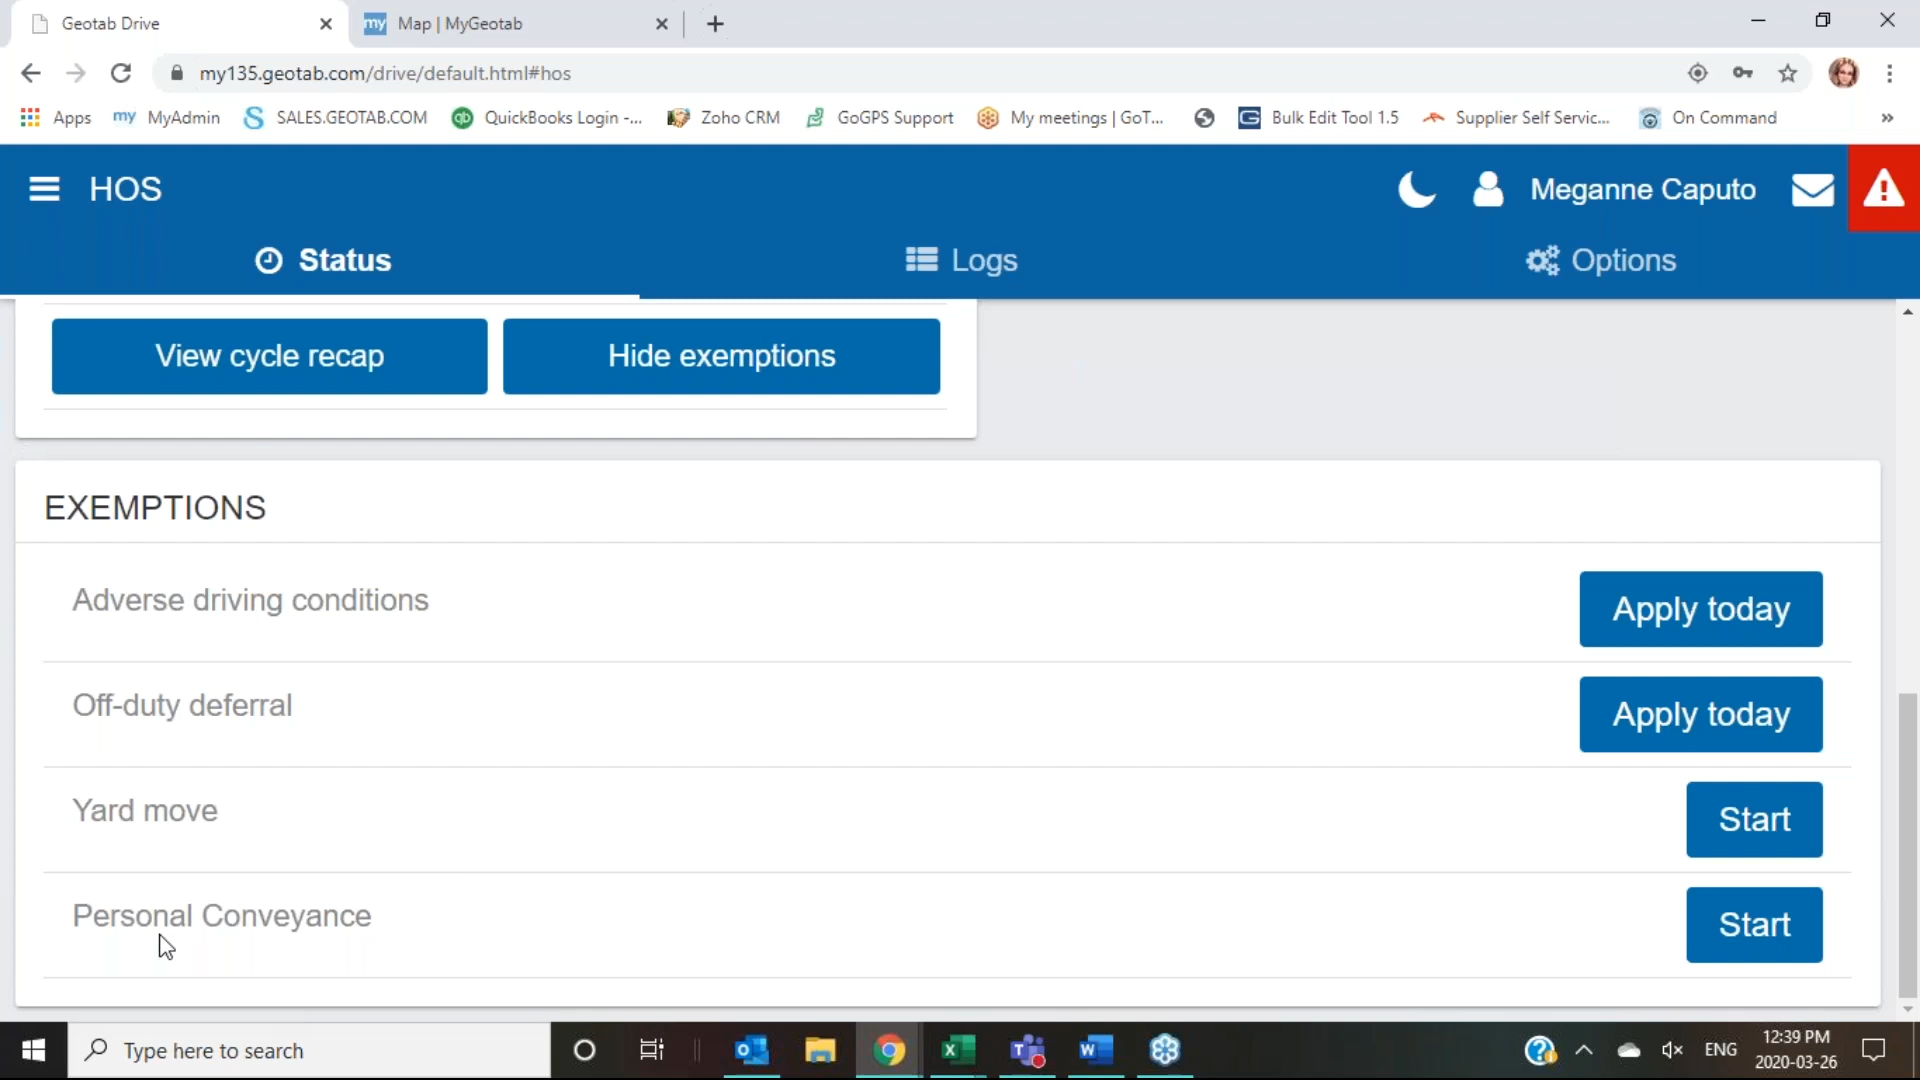 Geotab Drive
my Map | MyGeotab
my135.geotab.com/drive/default.html#hos
Apps my MyAdmin SALES.GEOTAB.COM qb QuickBooks Login -... Zoho CRM GoGPS Support My meetings | GoT... Bulk Edit Tool 1.5 Supplier Self Servic... On Command »
HOS
Meganne Caputo
Status
Logs
Options
View cycle recap
Hide exemptions
EXEMPTIONS
Adverse driving conditions
Apply today
Off-duty deferral
Apply today
Yard move
Start
Personal Conveyance
Start
Type here to search
ENG
12:39 PM
2020-03-26